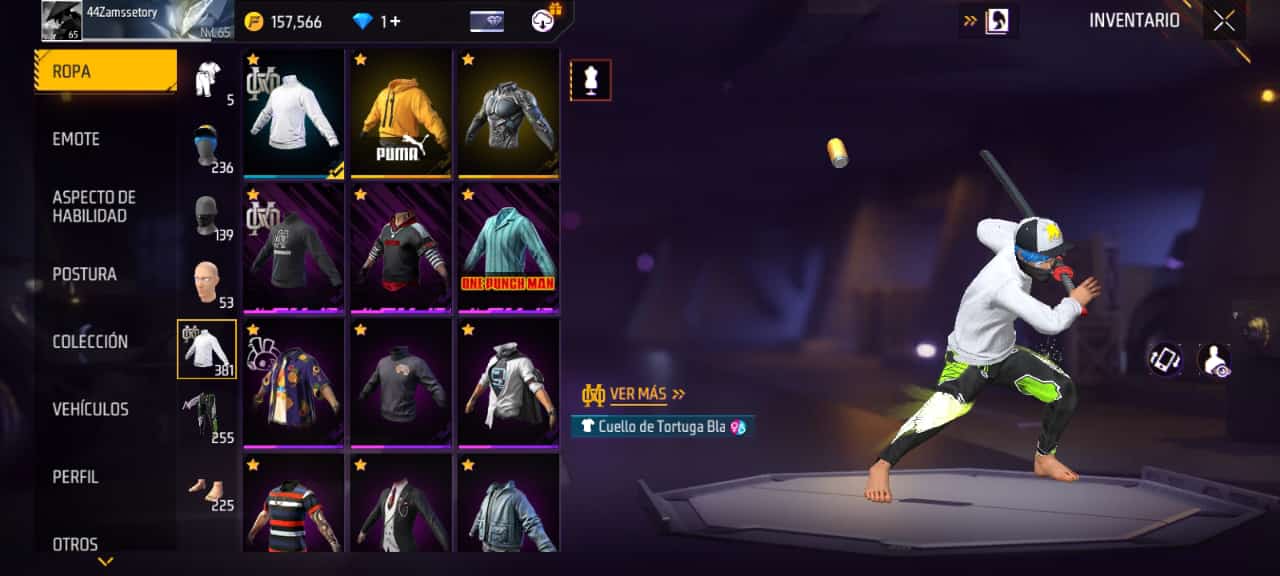 44Zamssetory
65
Nvl.65
157,566
1+
INVENTARIO
ROPA
EMOTE
ASPECTO DE
HABILIDAD
POSTURA
COLECCIÓN
VEHÍCULOS
PERFIL
OTROS
5
236
139
53
381
255
225
PUMA
ONE PUNCH MAN
VER MÁS >>
Cuello de Tortuga Bla